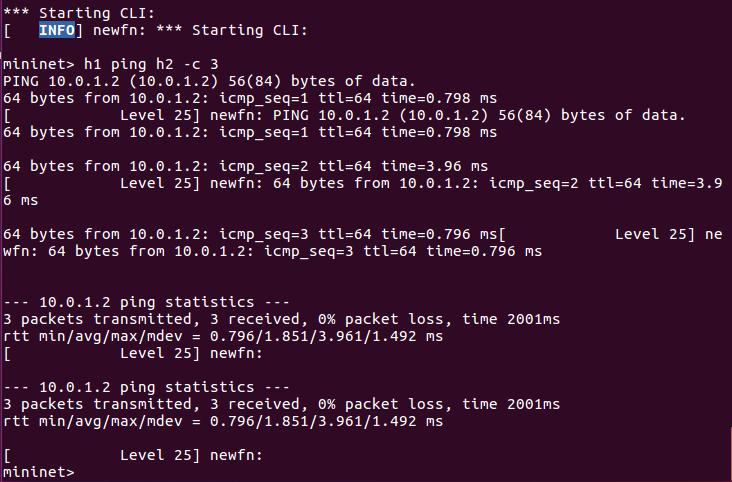 *** Starting CLI:
[   INFO] newfn: *** Starting CLI:
mininet> h1 ping h2 -c 3
PING 10.0.1.2 (10.0.1.2) 56(84) bytes of data.
64 bytes from 10.0.1.2: icmp_seq=1 ttl=64 time=0.798 ms
[            Level 25] newfn: PING 10.0.1.2 (10.0.1.2) 56(84) bytes of data.
64 bytes from 10.0.1.2: icmp_seq=1 ttl=64 time=0.798 ms
64 bytes from 10.0.1.2: icmp_seq=2 ttl=64 time=3.96 ms
[            Level 25] newfn: 64 bytes from 10.0.1.2: icmp_seq=2 ttl=64 time=3.9
6 ms
64 bytes from 10.0.1.2: icmp_seq=3 ttl=64 time=0.796 ms[            Level 25] ne
wfn: 64 bytes from 10.0.1.2: icmp_seq=3 ttl=64 time=0.796 ms
--- 10.0.1.2 ping statistics ---
3 packets transmitted, 3 received, 0% packet loss, time 2001ms
rtt min/avg/max/mdev = 0.796/1.851/3.961/1.492 ms
[            Level 25] newfn:
--- 10.0.1.2 ping statistics ---
3 packets transmitted, 3 received, 0% packet loss, time 2001ms
rtt min/avg/max/mdev = 0.796/1.851/3.961/1.492 ms
[            Level 25] newfn:
mininet>